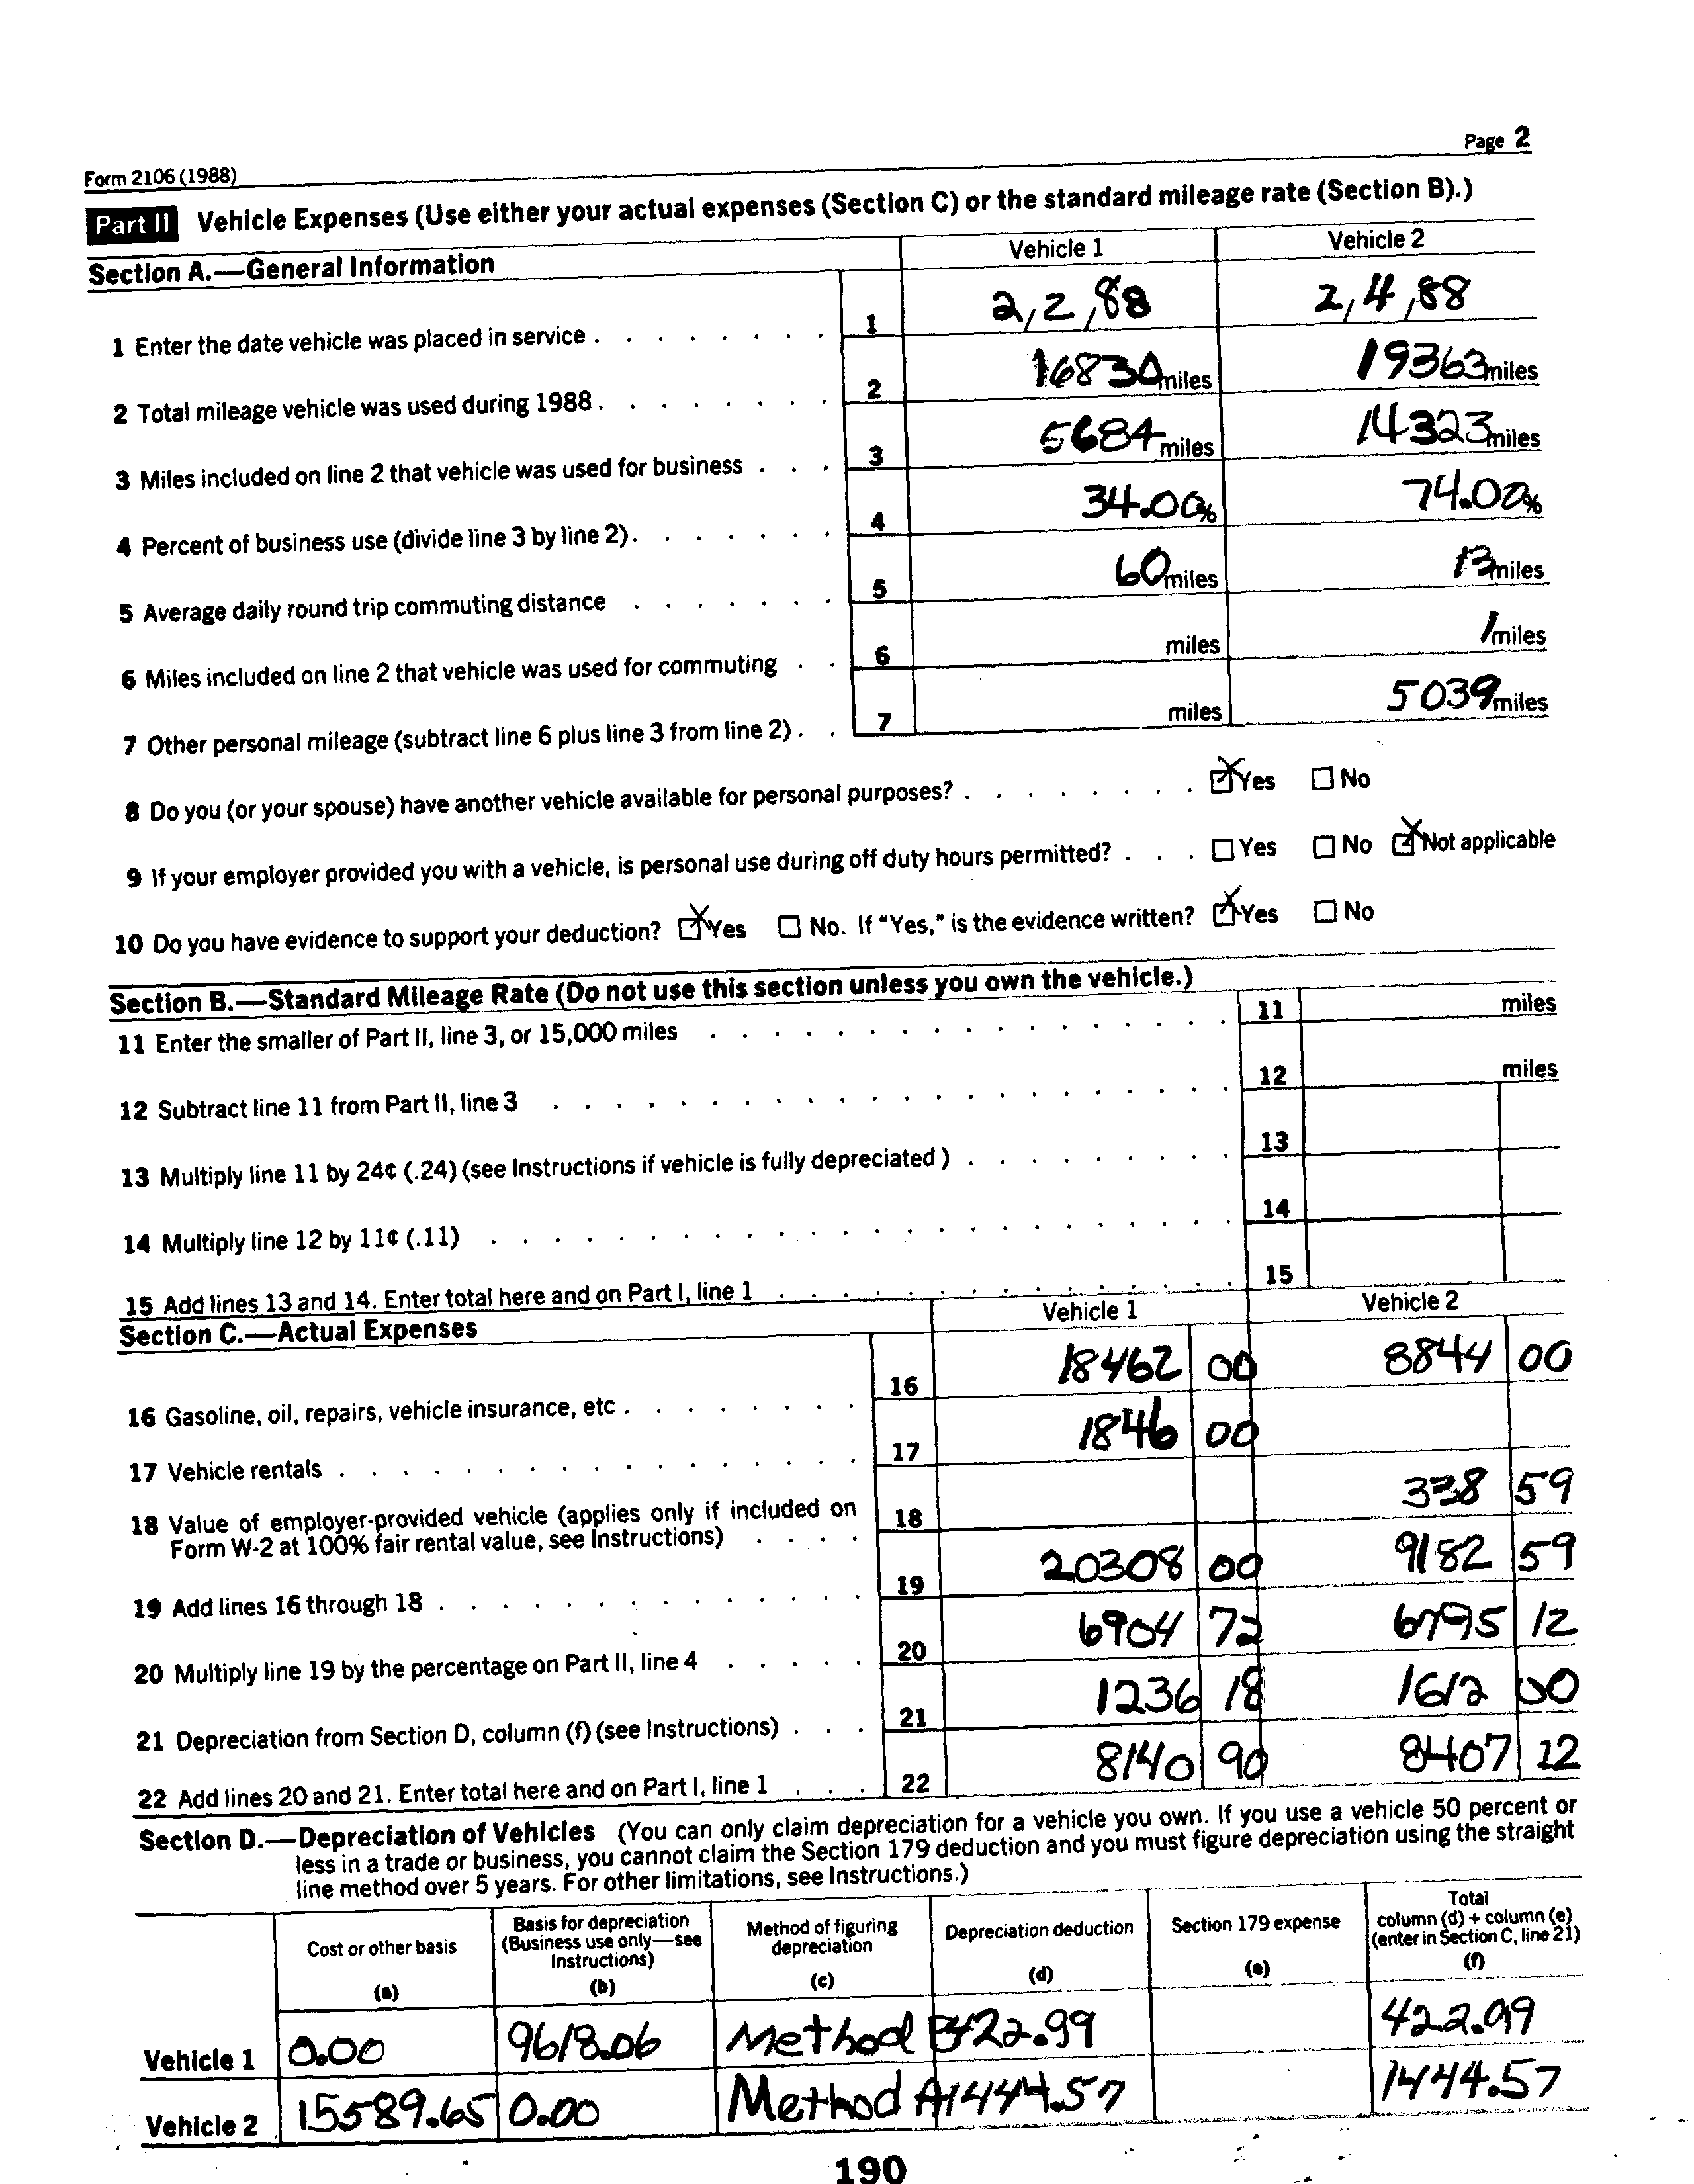 Form 2106 (1988) Page 2
Part II Vehicle Expenses (Use either your actual expenses (Section C) or the standard mileage rate (Section B).)
Section A.—General Information Vehicle 1 Vehicle 2
1 Enter the date vehicle was placed in service . . . . . . . . 1 2,2,88 2,4,88
2 Total mileage vehicle was used during 1988 . . . . . . . . 2 16830 miles 19363 miles
3 Miles included on line 2 that vehicle was used for business . . . 3 5684 miles 14323 miles
4 Percent of business use (divide line 3 by line 2) . . . . . . . 4 34.00% 74.00%
5 Average daily round trip commuting distance . . . . . . . 5 60 miles 13 miles
6 Miles included on line 2 that vehicle was used for commuting . . 6 miles 1 miles
7 Other personal mileage (subtract line 6 plus line 3 from line 2) . . 7 miles 5039 miles
8 Do you (or your spouse) have another vehicle available for personal purposes? . . . . . . . . ☒ Yes ☐ No
9 If your employer provided you with a vehicle, is personal use during off duty hours permitted? . . . ☐ Yes ☐ No ☒ Not applicable
10 Do you have evidence to support your deduction? ☒ Yes ☐ No. If "Yes," is the evidence written? ☒ Yes ☐ No
Section B.—Standard Mileage Rate (Do not use this section unless you own the vehicle.)
11 Enter the smaller of Part II, line 3, or 15,000 miles . . . . . . . . . . . . . . . . . 11 miles
12 Subtract line 11 from Part II, line 3 . . . . . . . . . . . . . . . . . . . . . . 12 miles
13 Multiply line 11 by 24¢ (.24) (see Instructions if vehicle is fully depreciated ) . . . . . . . . . 13
14 Multiply line 12 by 11¢ (.11) . . . . . . . . . . . . . . . . . . . . . . . . 14
15 Add lines 13 and 14. Enter total here and on Part I, line 1 . . . . . . . . . . . . . . . 15
Section C.—Actual Expenses Vehicle 1 Vehicle 2
16 Gasoline, oil, repairs, vehicle insurance, etc . . . . . . . . 16 18462 00 8844 00
17 Vehicle rentals . . . . . . . . . . . . . . . . . 17 1846 00
18 Value of employer-provided vehicle (applies only if included on 18 338 59
Form W-2 at 100% fair rental value, see Instructions) . . . .
19 Add lines 16 through 18 . . . . . . . . . . . . . . 19 20308 00 9182 59
20 Multiply line 19 by the percentage on Part II, line 4 . . . . . 20 6904 72 6795 12
21 Depreciation from Section D, column (f) (see Instructions) . . . 21 1236 18 1612 00
22 Add lines 20 and 21. Enter total here and on Part I, line 1 . . . 22 8140 90 8407 12
Section D.—Depreciation of Vehicles (You can only claim depreciation for a vehicle you own. If you use a vehicle 50 percent or
less in a trade or business, you cannot claim the Section 179 deduction and you must figure depreciation using the straight
line method over 5 years. For other limitations, see Instructions.)
Cost or other basis (a) Basis for depreciation (Business use only—see Instructions) (b) Method of figuring depreciation (c) Depreciation deduction (d) Section 179 expense (e) Total column (d) + column (e) (enter in Section C, line 21) (f)
Vehicle 1 0.00 9618.06 Method B 422.99 422.99
Vehicle 2 15589.65 0.00 Method A 1444.57 1444.57
190